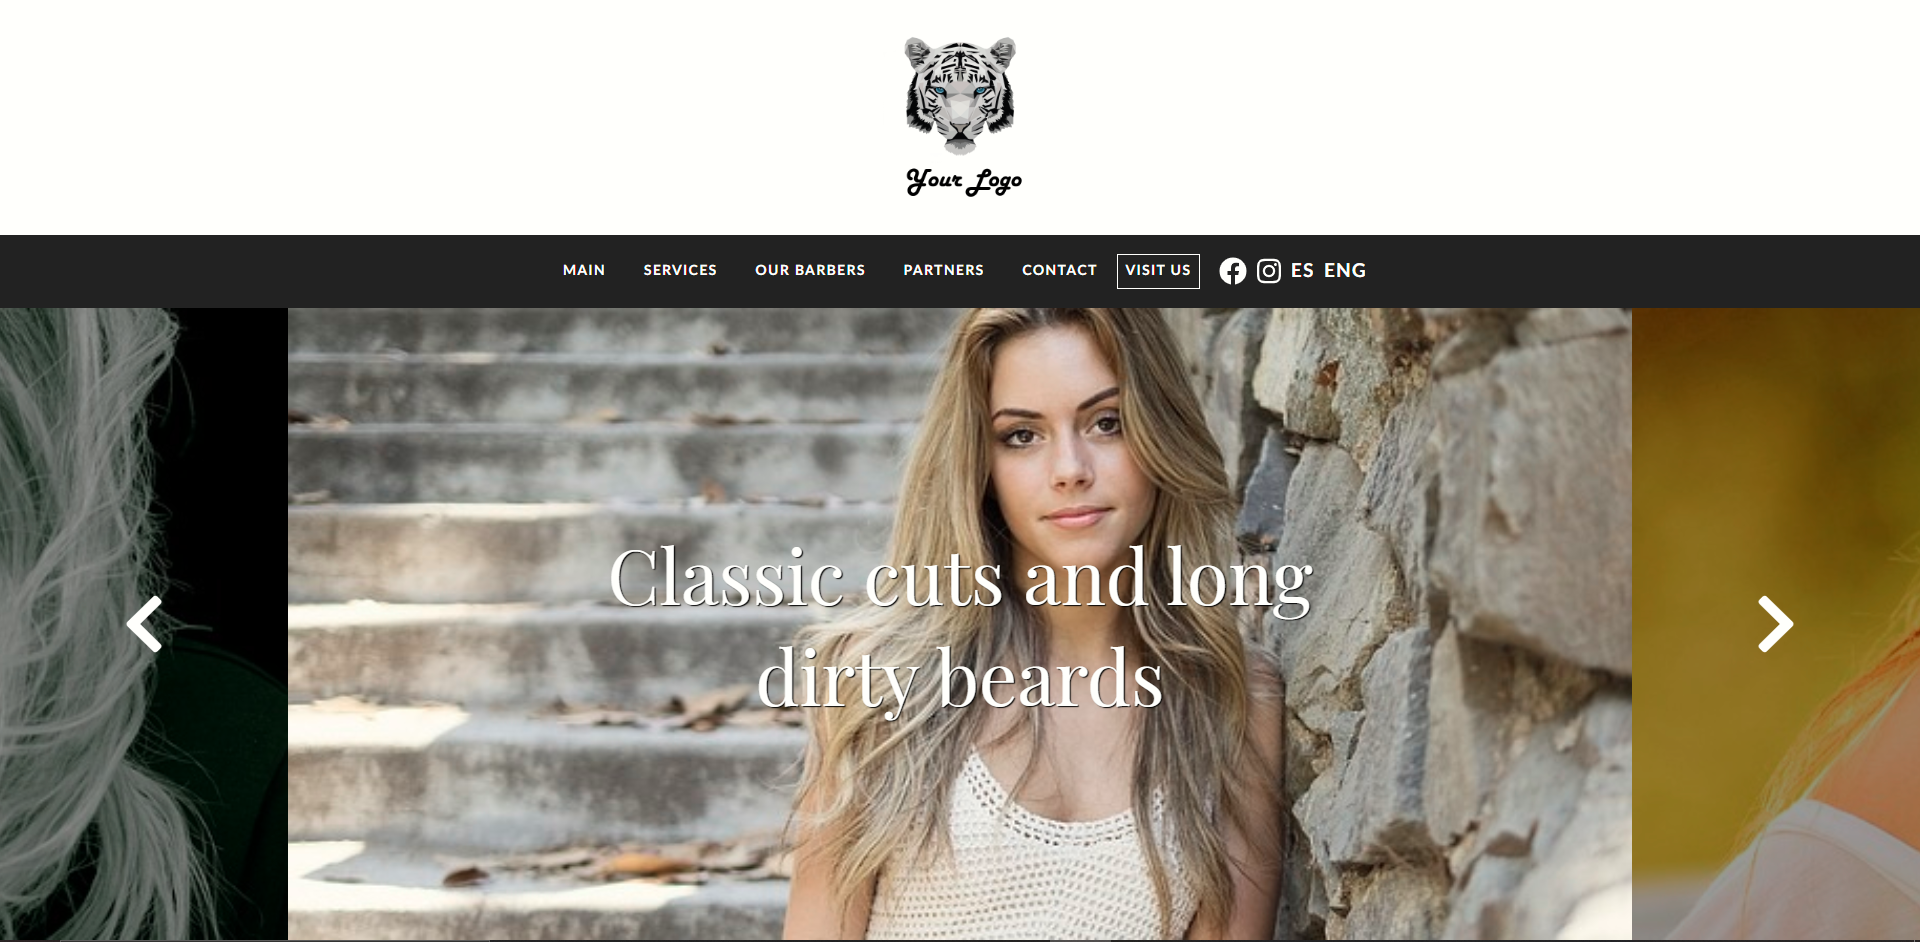 Your Logo
MAIN SERVICES OUR BARBERS PARTNERS CONTACT VISIT US ES ENG
Classic cuts and long
dirty beards